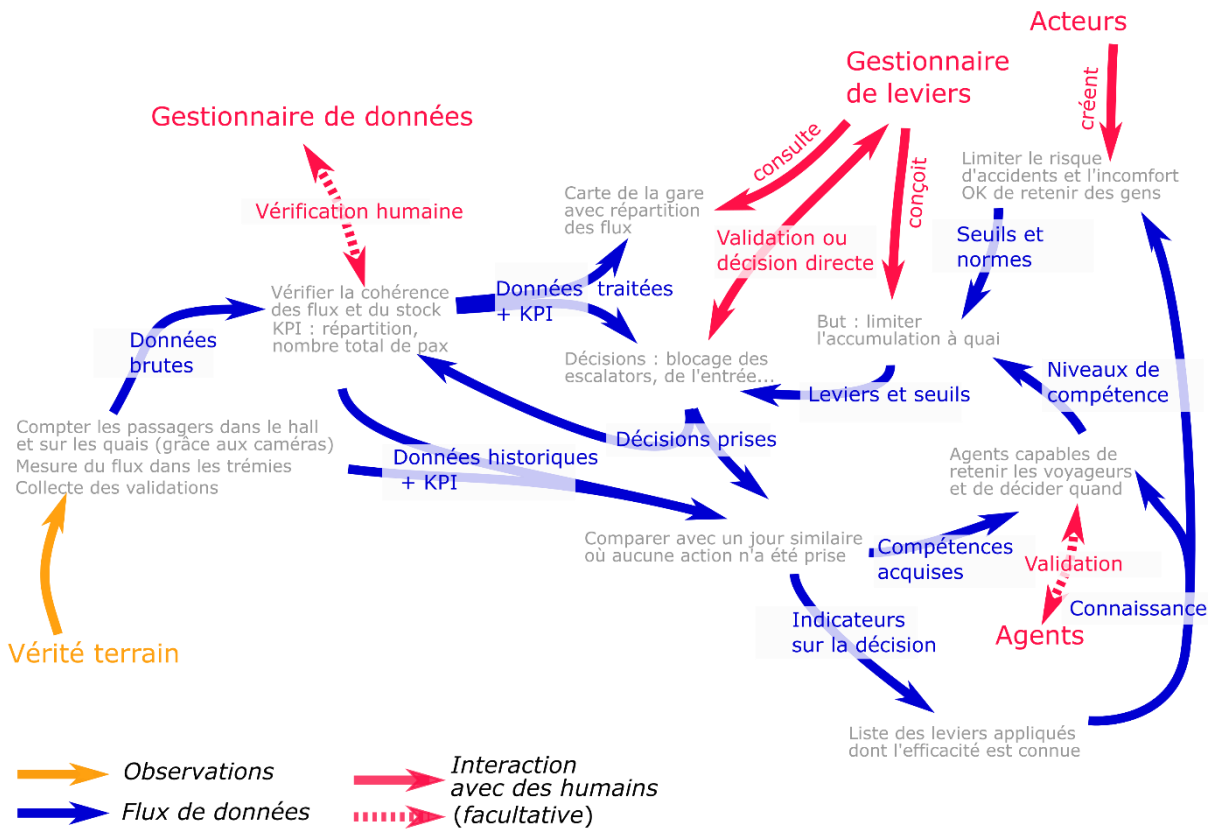 Acteurs
Gestionnaire
de leviers
créent
Gestionnaire de données
consulte
conçoit
Limiter le risque
d'accidents et l'incomfort
OK de retenir des gens
Carte de la gare
avec répartition
des flux
Vérification humaine
Validation ou
décision directe
Seuils et
normes
Vérifier la cohérence
des flux et du stock
KPI : répartition,
nombre total de pax
Données traitées
+ KPI
But : limiter
l'accumulation à quai
Données
brutes
Décisions : blocage des
escalators, de l'entrée...
Leviers et seuils
Niveaux de
compétence
Compter les passagers dans le hall
et sur les quais (grâce aux caméras)
Mesure du flux dans les trémies
Collecte des validations
Décisions prises
Données historiques
+ KPI
Agents capables de
retenir les voyageurs
et de décider quand
Comparer avec un jour similaire
où aucune action n'a été prise
Compétences
acquises
Validation
Connaissance
Indicateurs
sur la décision
Agents
Vérité terrain
Liste des leviers appliqués
dont l'efficacité est connue
Observations
Flux de données
Interaction
avec des humains
(facultative)